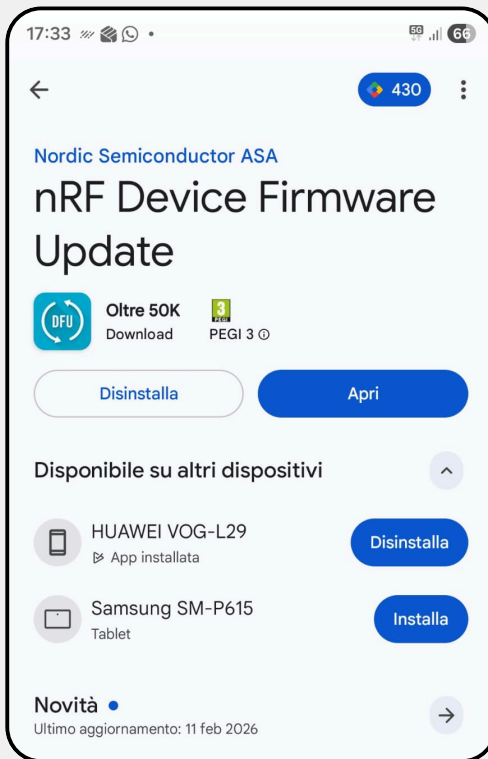 17:33
5G
66
430
Nordic Semiconductor ASA
nRF Device Firmware
Update
DFU
Oltre 50K
Download
3
PEGI
PEGI 3
Disinstalla
Apri
Disponibile su altri dispositivi
HUAWEI VOG-L29
App installata
Disinstalla
Samsung SM-P615
Tablet
Installa
Novità
Ultimo aggiornamento: 11 feb 2026